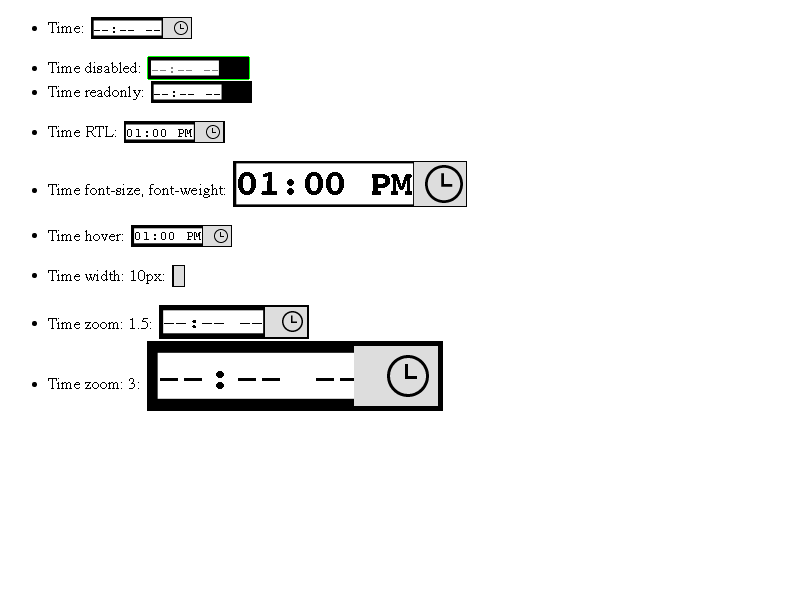 Time: --:-- --
Time disabled: --:-- --
Time readonly: --:-- --
Time RTL: 01:00 PM
Time font-size, font-weight: 01:00 PM
Time hover: 01:00 PM
Time width: 10px:
Time zoom: 1.5: --:-- --
Time zoom: 3: --:-- --